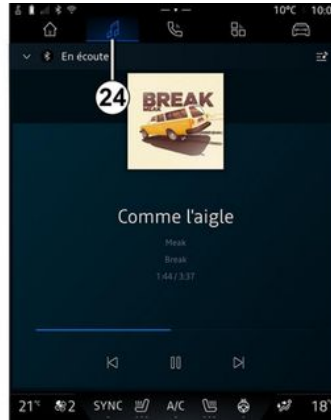 10°C 10:0
En écoute
24
BREAK
MEAK
Comme l'aigle
Meak
Break
1:44 / 3:37
21°C 2 SYNC A/C 18°